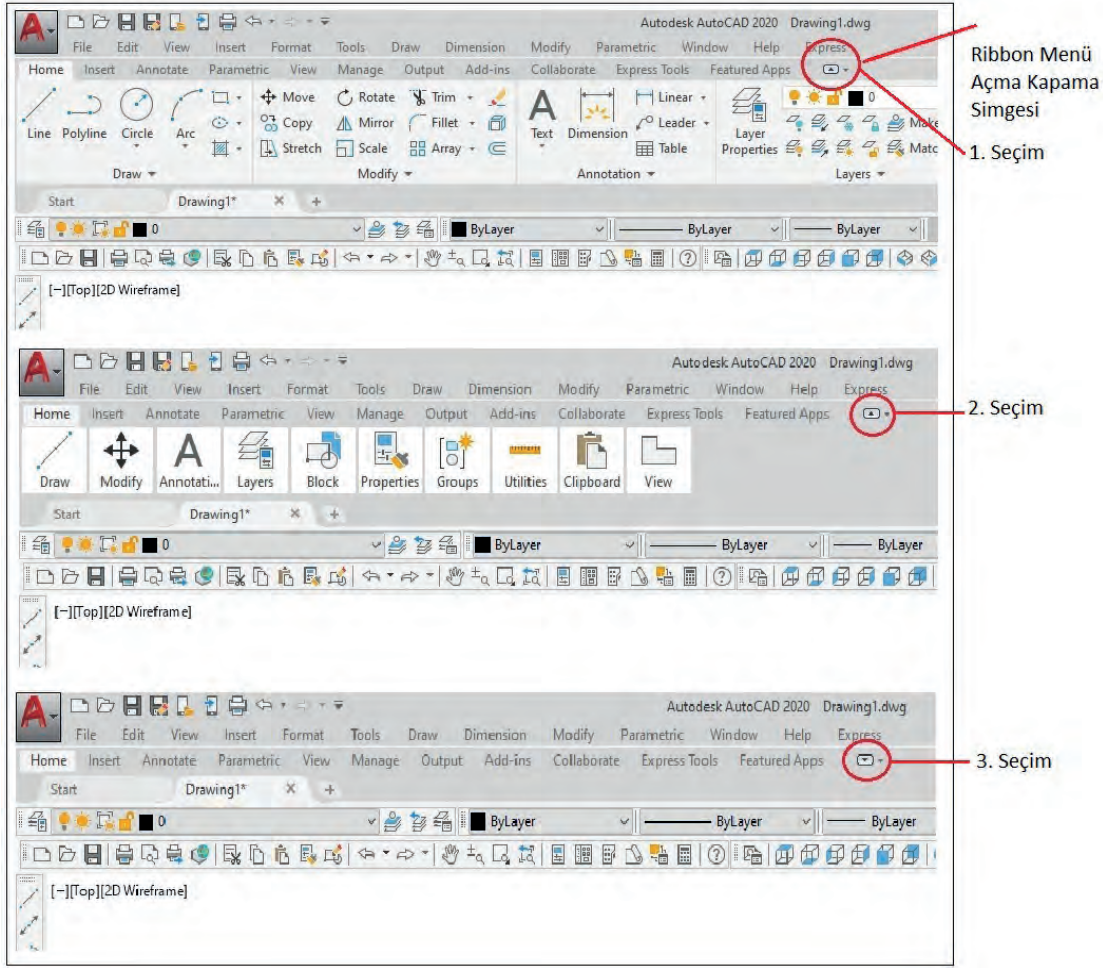 Autodesk AutoCAD 2020 Drawing1.dwg
File Edit View Insert Format Tools Draw Dimension Modify Parametric Window Help Express
Home Insert Annotate Parametric View Manage Output Add-ins Collaborate Express Tools Featured Apps
Ribbon Menü
Açma Kapama
Simgesi
1. Seçim
Move Rotate Trim Linear 0
Line Polyline Circle Arc Copy Mirror Fillet Text Dimension Leader Layer Make
Stretch Scale Array Table Properties Matc
Draw Modify Annotation Layers
Start Drawing1*
0 ByLayer ByLayer ByLayer
[-][Top][2D Wireframe]
Autodesk AutoCAD 2020 Drawing1.dwg
File Edit View Insert Format Tools Draw Dimension Modify Parametric Window Help Express
Home Insert Annotate Parametric View Manage Output Add-ins Collaborate Express Tools Featured Apps
2. Seçim
Draw Modify Annotati... Layers Block Properties Groups Utilities Clipboard View
Start Drawing1*
0 ByLayer ByLayer ByLayer
[-][Top][2D Wireframe]
Autodesk AutoCAD 2020 Drawing1.dwg
File Edit View Insert Format Tools Draw Dimension Modify Parametric Window Help Express
Home Insert Annotate Parametric View Manage Output Add-ins Collaborate Express Tools Featured Apps
3. Seçim
Start Drawing1*
0 ByLayer ByLayer ByLayer
[-][Top][2D Wireframe]